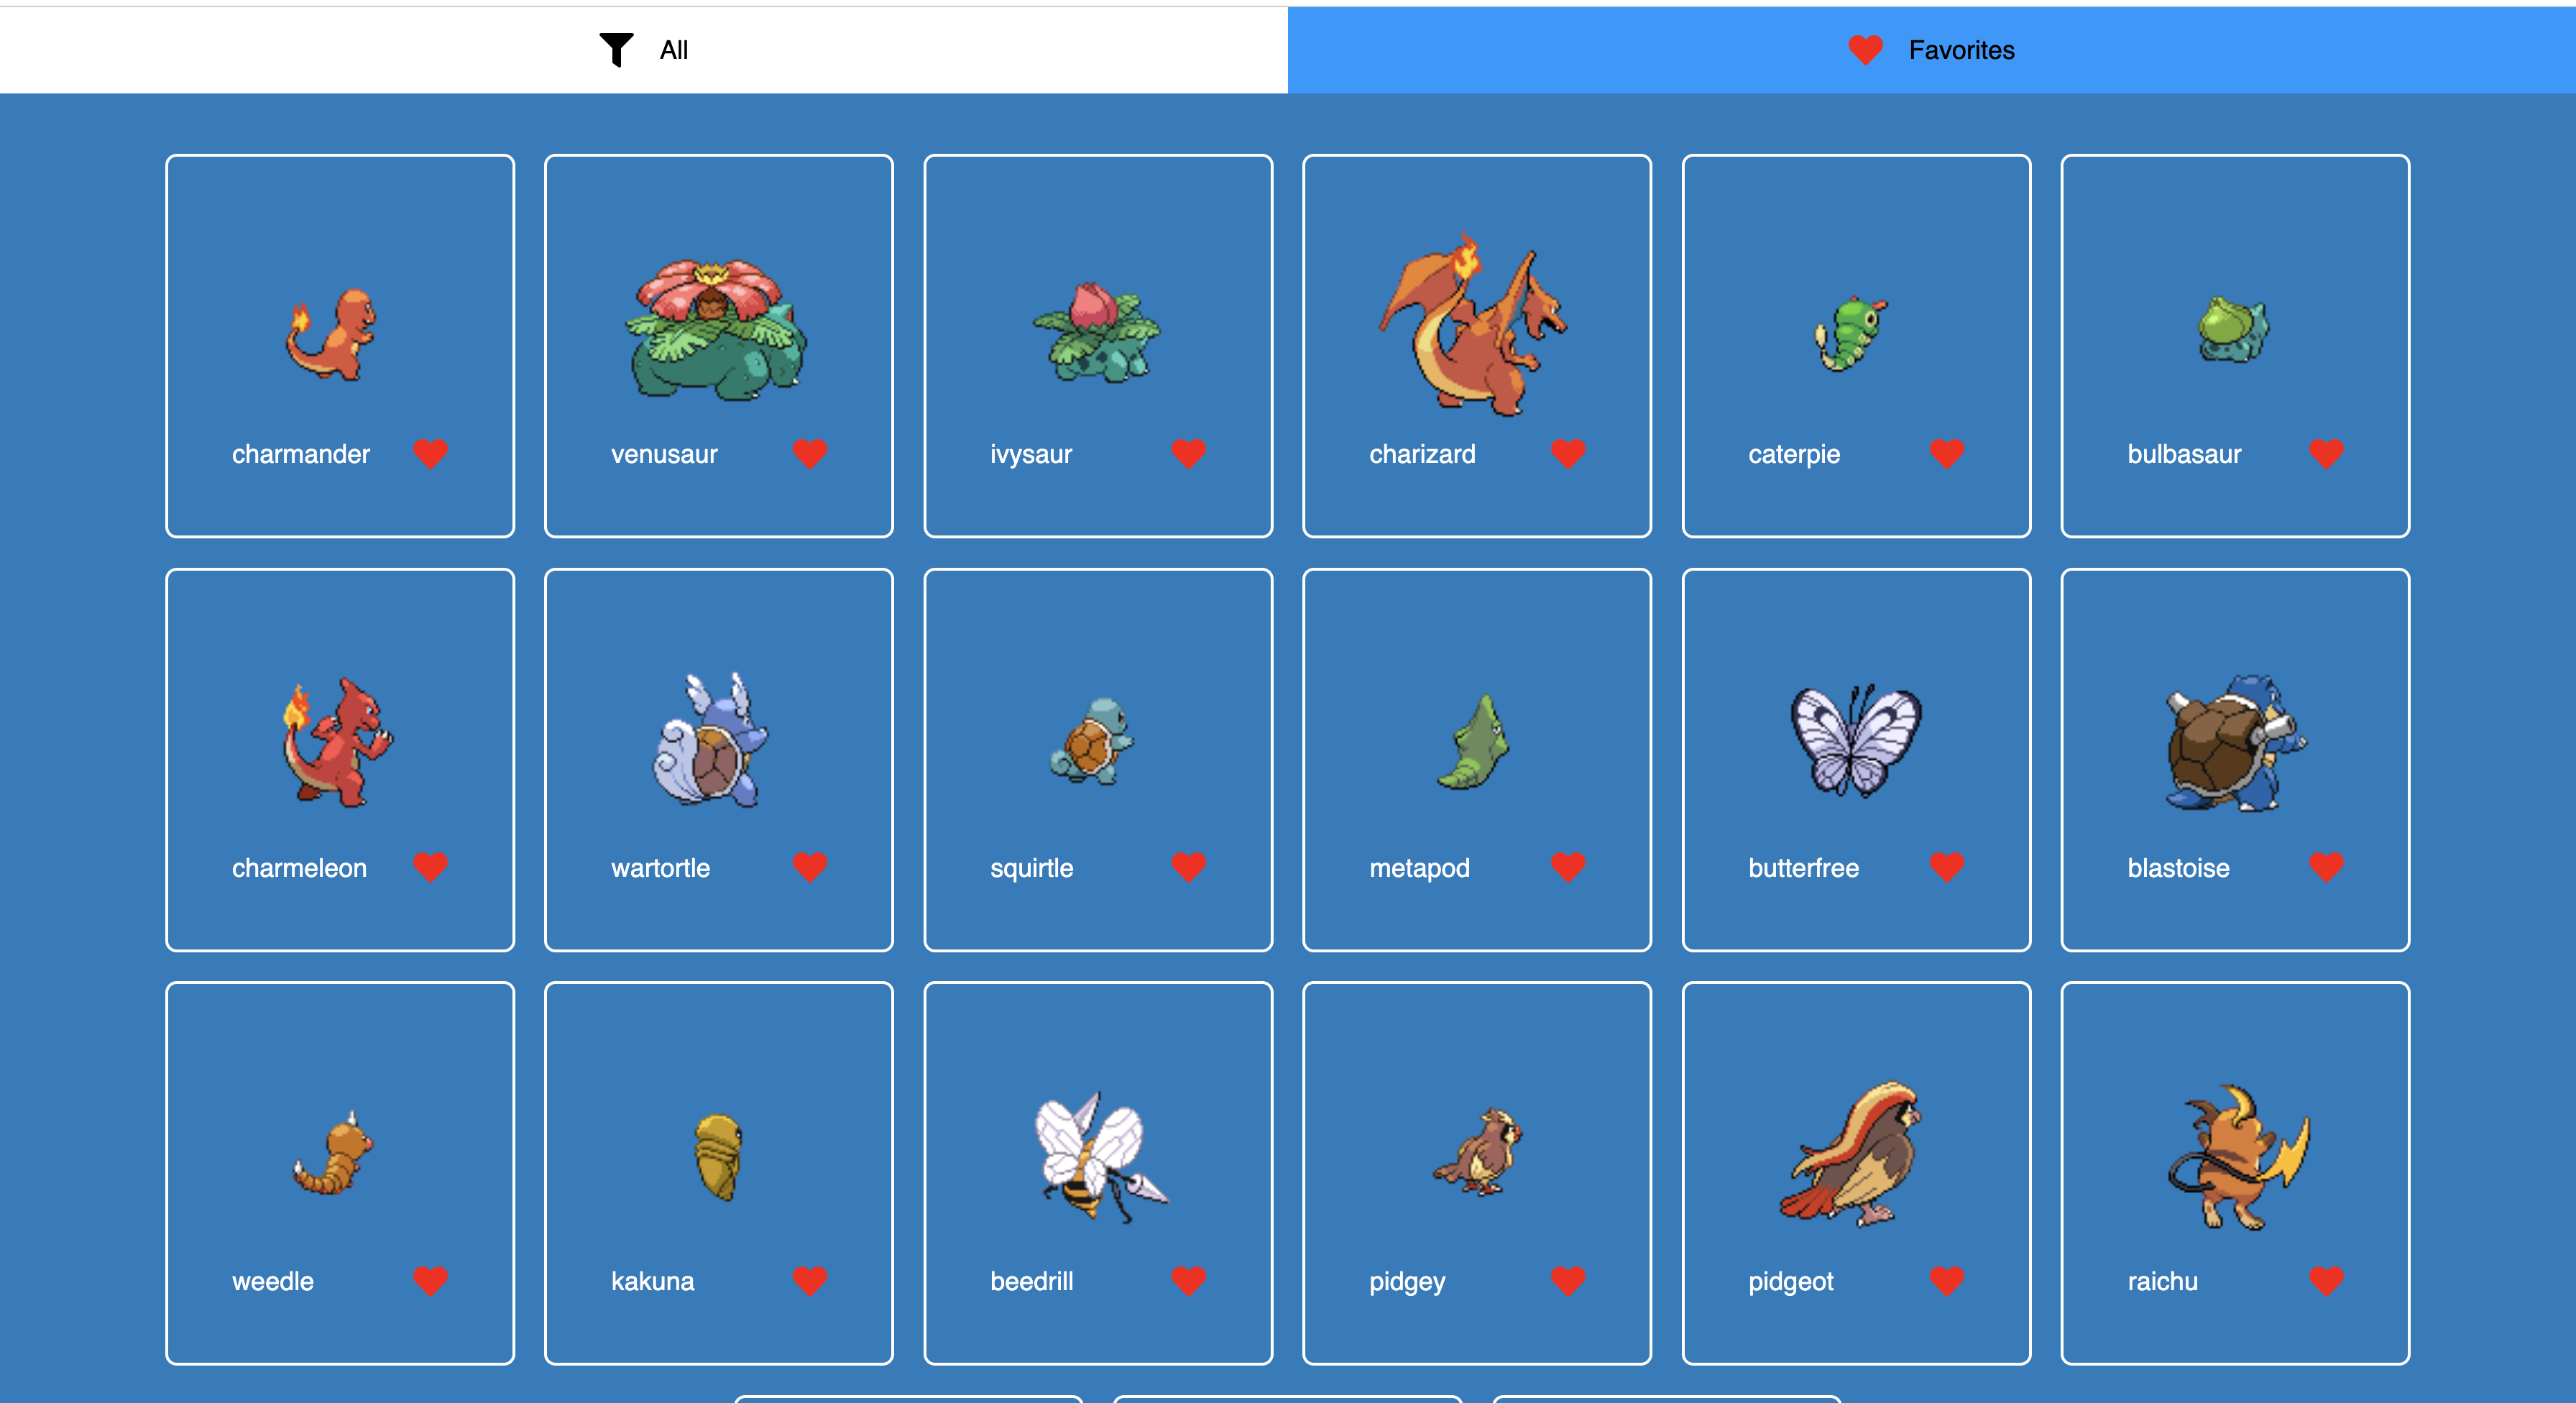 All
Favorites
charmander
venusaur
ivysaur
charizard
caterpie
bulbasaur
charmeleon
wartortle
squirtle
metapod
butterfree
blastoise
weedle
kakuna
beedrill
pidgey
pidgeot
raichu